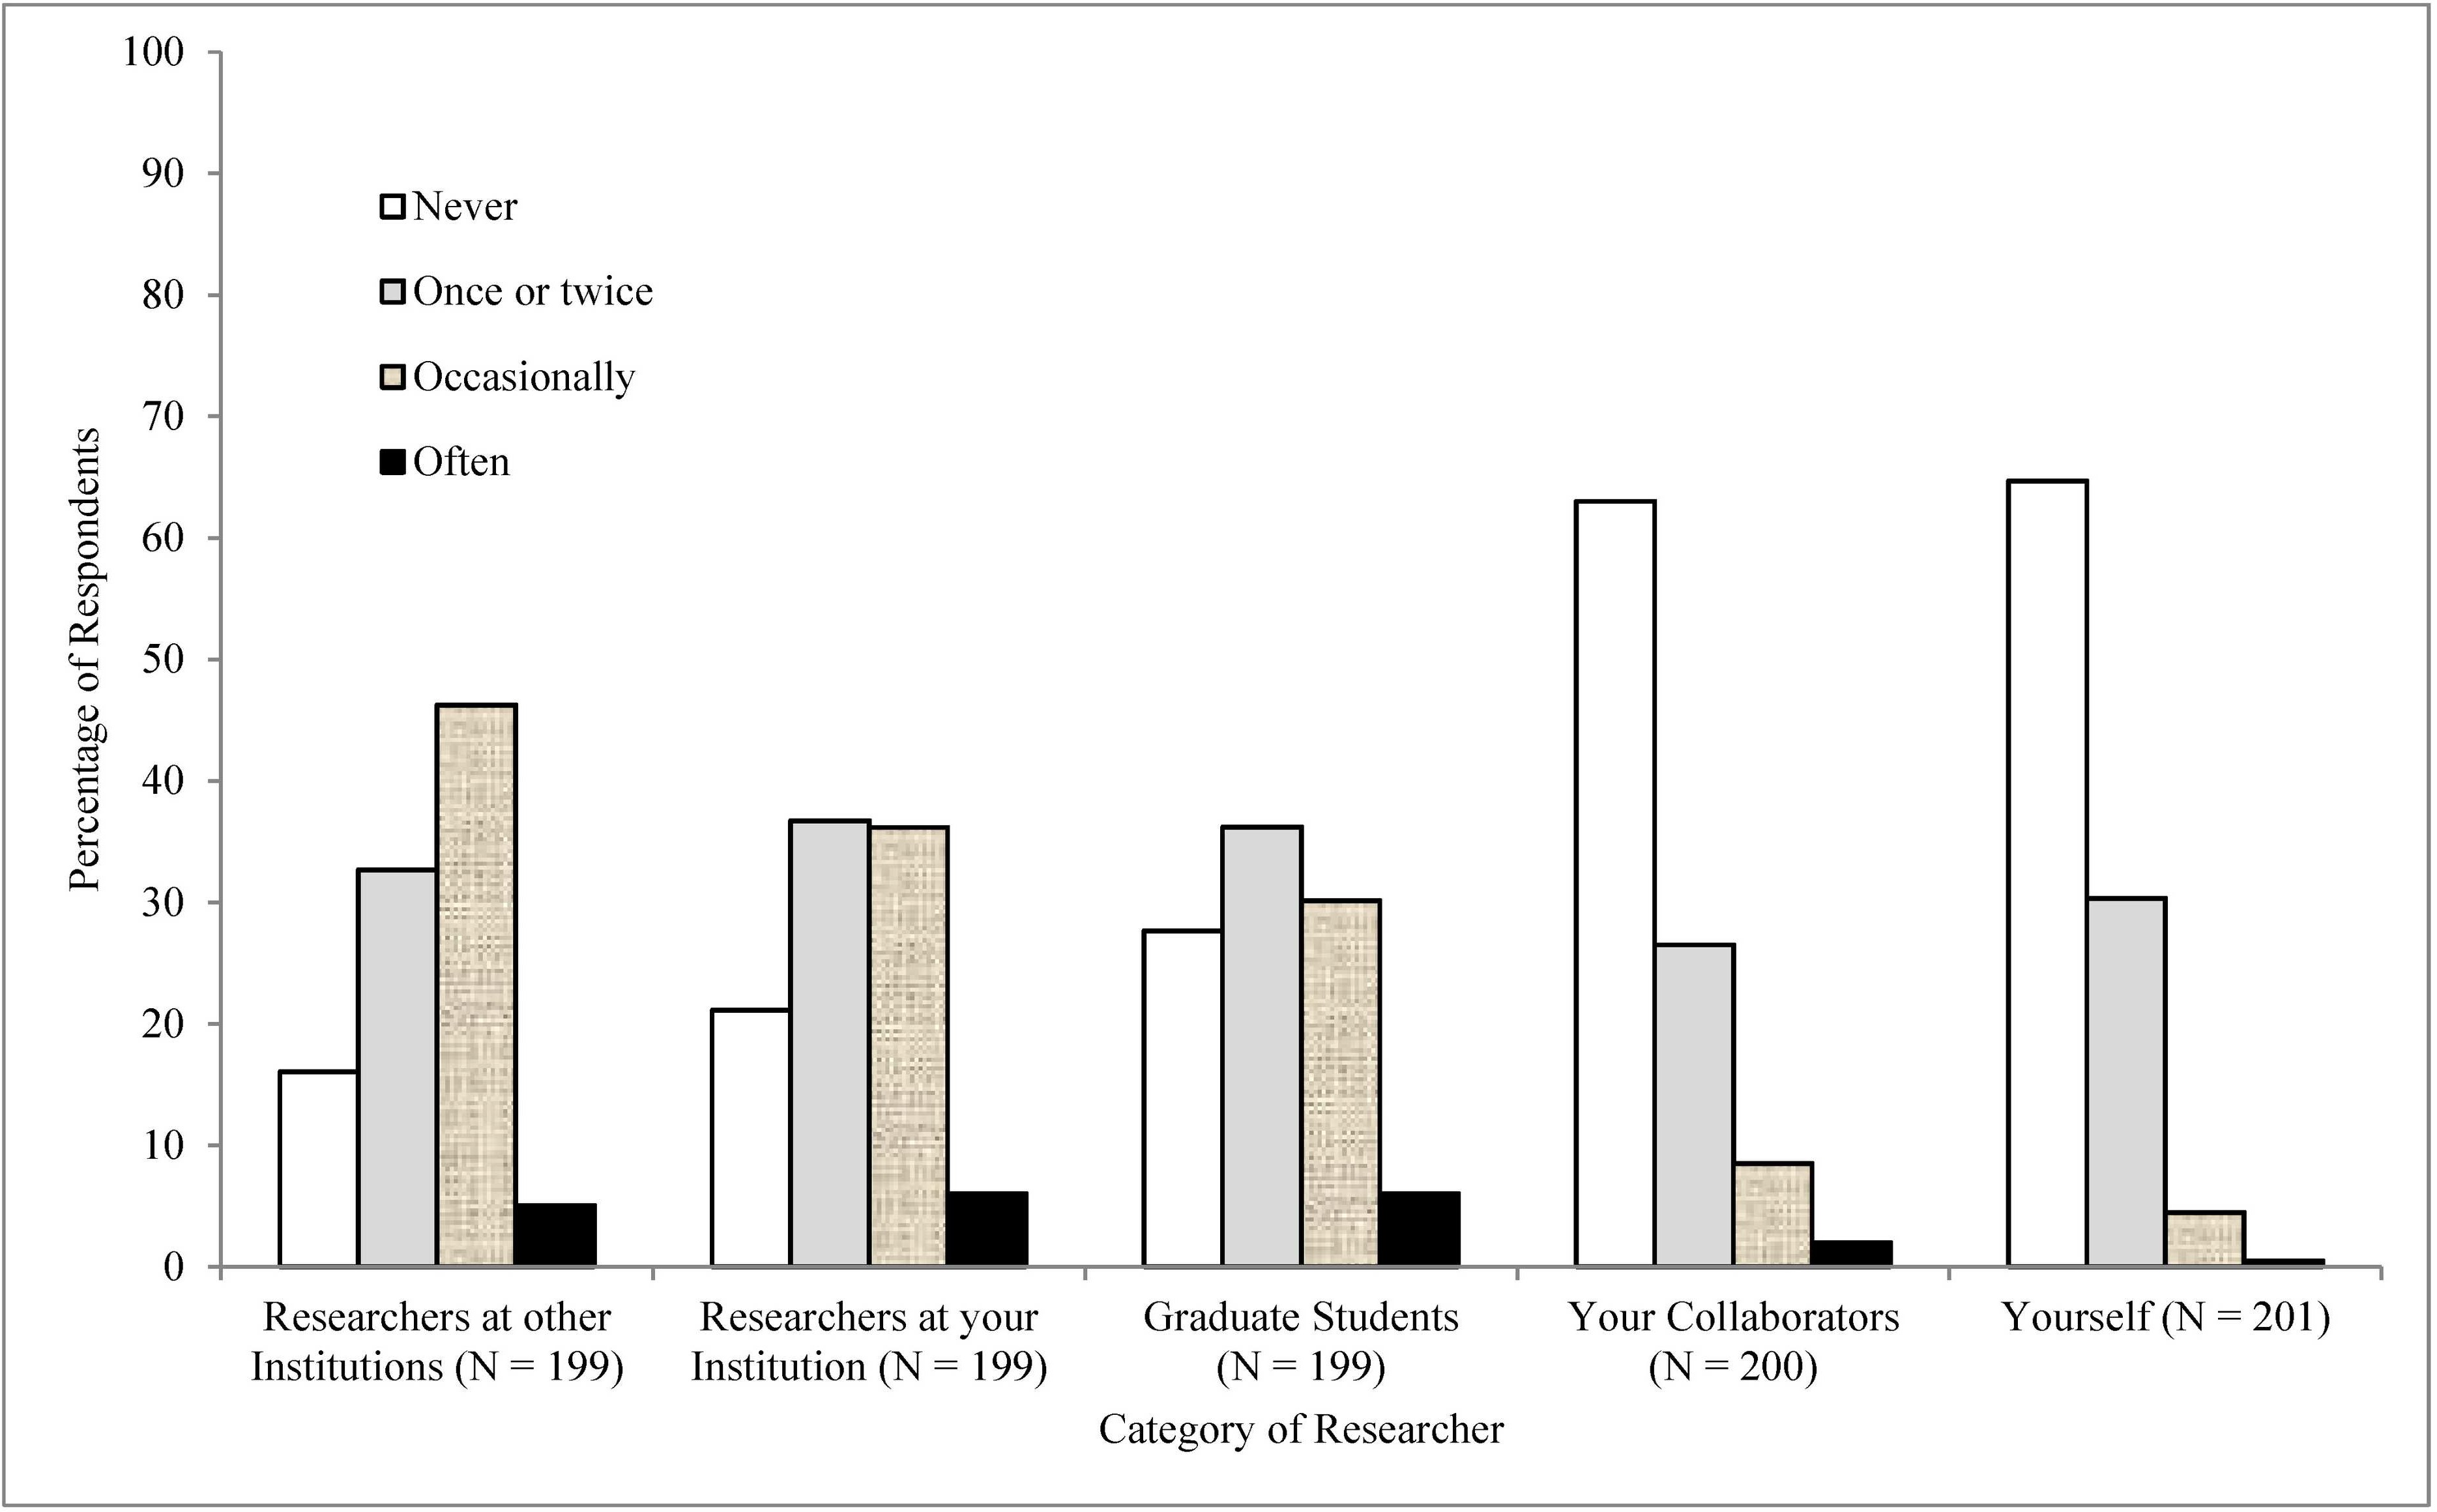 100
90
80
70
60
50
40
30
20
10
0
Percentage of Respondents
Never
Once or twice
Occasionally
Often
Researchers at other
Institutions (N = 199)
Researchers at your
Institution (N = 199)
Graduate Students
(N = 199)
Your Collaborators
(N = 200)
Yourself (N = 201)
Category of Researcher